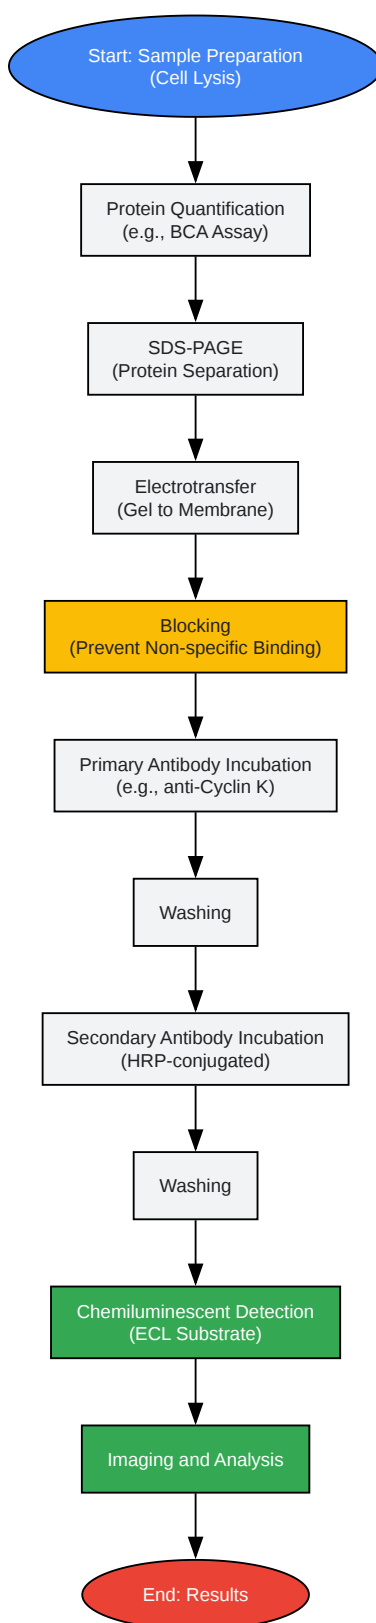 Start: Sample Preparation
(Cell Lysis)
Protein Quantification
(e.g., BCA Assay)
SDS-PAGE
(Protein Separation)
Electrotransfer
(Gel to Membrane)
Blocking
(Prevent Non-specific Binding)
Primary Antibody Incubation
(e.g., anti-Cyclin K)
Washing
Secondary Antibody Incubation
(HRP-conjugated)
Washing
Chemiluminescent Detection
(ECL Substrate)
Imaging and Analysis
End: Results